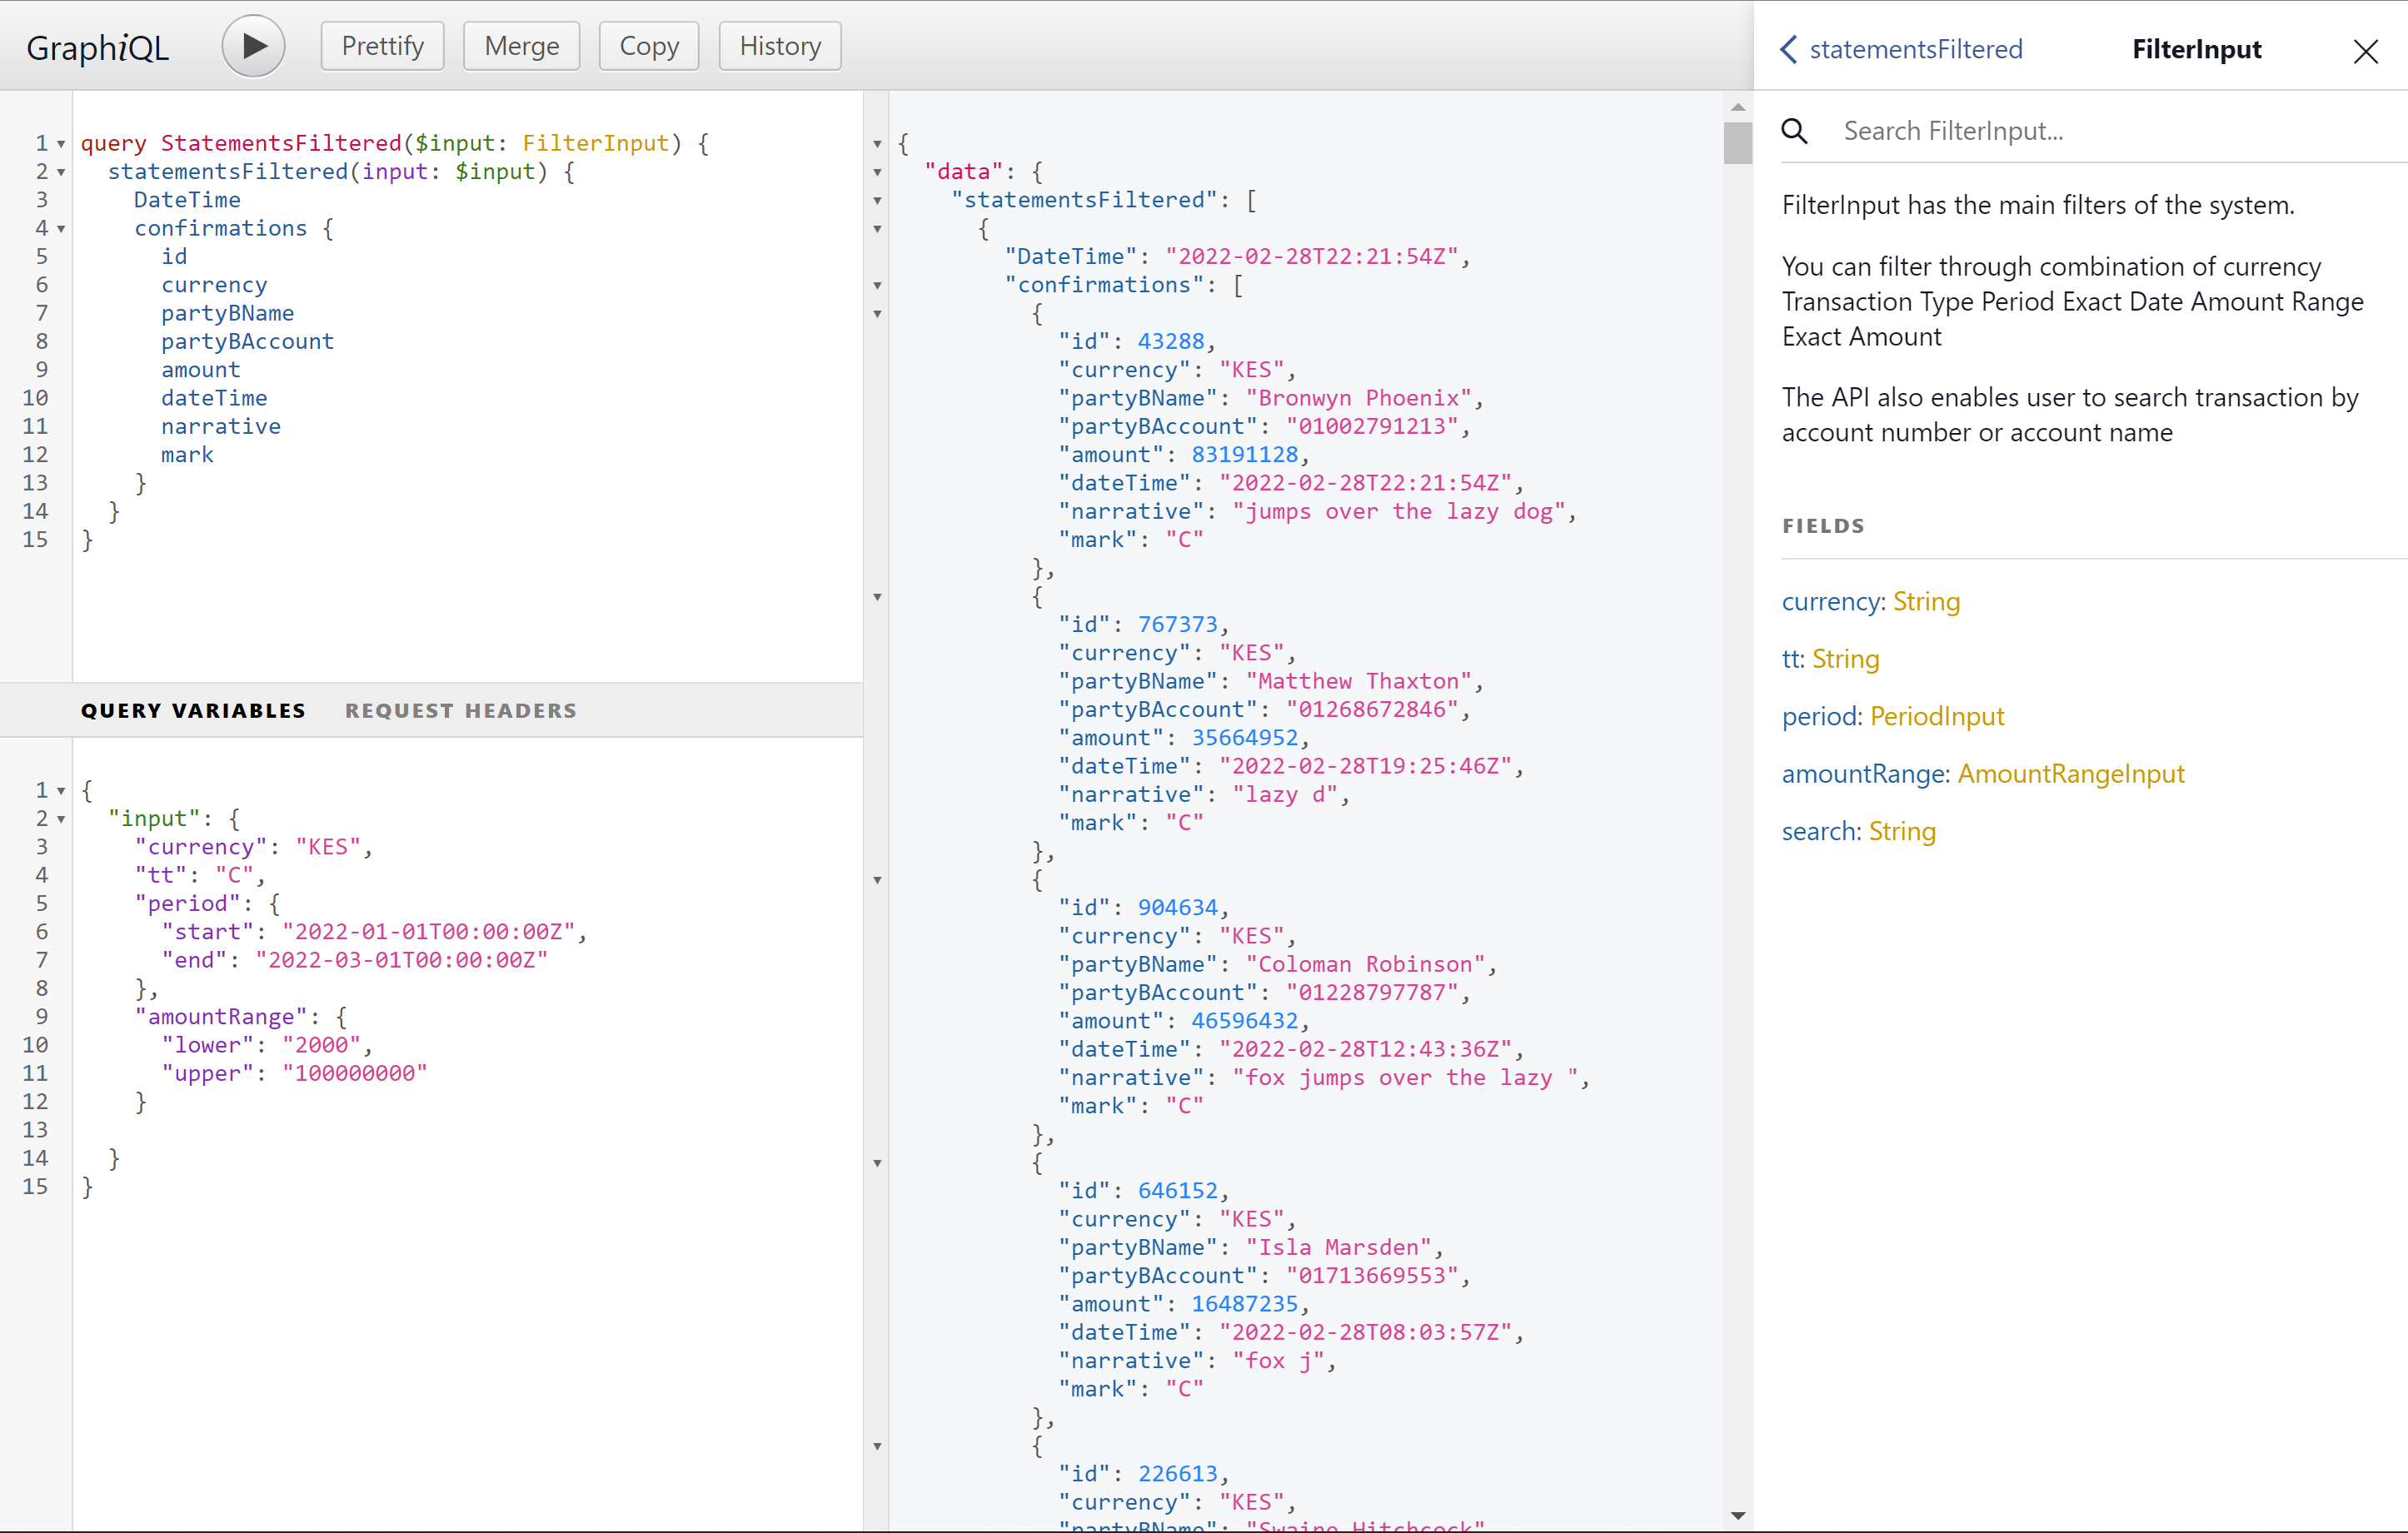 GraphiQL
Prettify
Merge
Copy
History
1 query StatementsFiltered($input: FilterInput) {
2   statementsFiltered(input: $input) {
3     DateTime
4     confirmations {
5       id
6       currency
7       partyBName
8       partyBAccount
9       amount
10       dateTime
11       narrative
12       mark
13     }
14   }
15 }
QUERY VARIABLES
REQUEST HEADERS
1 {
2   "input": {
3     "currency": "KES",
4     "tt": "C",
5     "period": {
6       "start": "2022-01-01T00:00:00Z",
7       "end": "2022-03-01T00:00:00Z"
8     },
9     "amountRange": {
10       "lower": "2000",
11       "upper": "100000000"
12     }
13
14   }
15 }
{
  "data": {
    "statementsFiltered": [
      {
        "DateTime": "2022-02-28T22:21:54Z",
        "confirmations": [
          {
            "id": 43288,
            "currency": "KES",
            "partyBName": "Bronwyn Phoenix",
            "partyBAccount": "01002791213",
            "amount": 83191128,
            "dateTime": "2022-02-28T22:21:54Z",
            "narrative": "jumps over the lazy dog",
            "mark": "C"
          },
          {
            "id": 767373,
            "currency": "KES",
            "partyBName": "Matthew Thaxton",
            "partyBAccount": "01268672846",
            "amount": 35664952,
            "dateTime": "2022-02-28T19:25:46Z",
            "narrative": "lazy d",
            "mark": "C"
          },
          {
            "id": 904634,
            "currency": "KES",
            "partyBName": "Coloman Robinson",
            "partyBAccount": "01228797787",
            "amount": 46596432,
            "dateTime": "2022-02-28T12:43:36Z",
            "narrative": "fox jumps over the lazy ",
            "mark": "C"
          },
          {
            "id": 646152,
            "currency": "KES",
            "partyBName": "Isla Marsden",
            "partyBAccount": "01713669553",
            "amount": 16487235,
            "dateTime": "2022-02-28T08:03:57Z",
            "narrative": "fox j",
            "mark": "C"
          },
          {
            "id": 226613,
            "currency": "KES",
            "partyBName": "Swaine Hitchcock"
statementsFiltered
FilterInput
Search FilterInput...
FilterInput has the main filters of the system.
You can filter through combination of currency
Transaction Type Period Exact Date Amount Range
Exact Amount
The API also enables user to search transaction by
account number or account name
FIELDS
currency: String
tt: String
period: PeriodInput
amountRange: AmountRangeInput
search: String